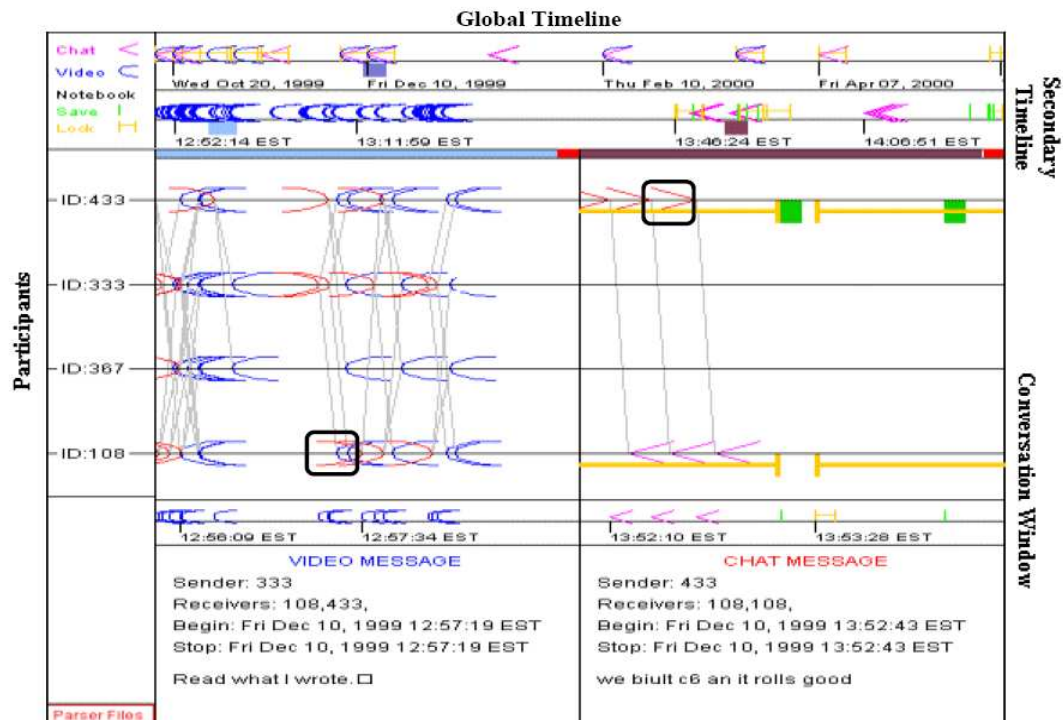 Global Timeline
Chat
Video
Notebook
Save
Lock
Wed Oct 20, 1999
Fri Dec 10, 1999
Thu Feb 10, 2000
Fri Apr 07, 2000
12:52:14 EST
13:11:59 EST
13:46:24 EST
14:06:51 EST
Secondary
Timeline
Participants
ID:433
ID:333
ID:367
ID:108
Conversation Window
12:56:09 EST
12:57:34 EST
13:52:10 EST
13:53:28 EST
VIDEO MESSAGE
Sender: 333
Receivers: 108,433,
Begin: Fri Dec 10, 1999 12:57:19 EST
Stop: Fri Dec 10, 1999 12:57:19 EST
Read what I wrote.□
CHAT MESSAGE
Sender: 433
Receivers: 108,108,
Begin: Fri Dec 10, 1999 13:52:43 EST
Stop: Fri Dec 10, 1999 13:52:43 EST
we biult c6 an it rolls good
Parser Files